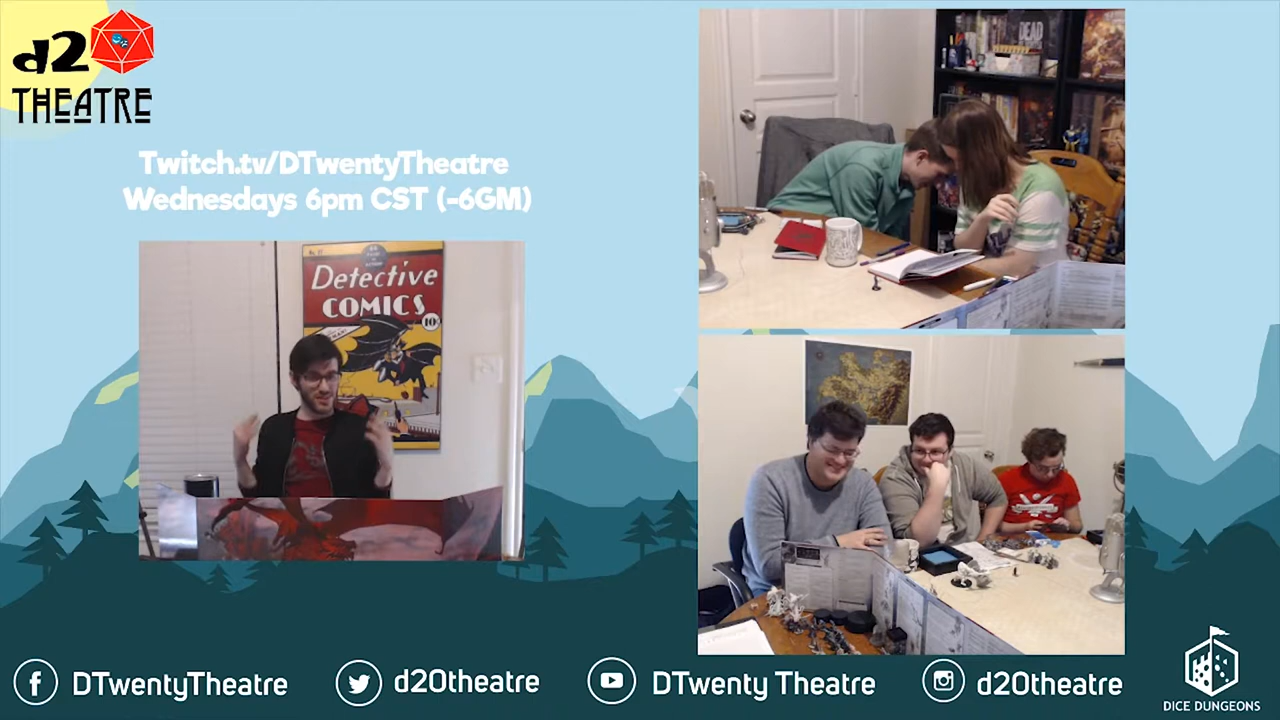 d20
THEATRE
Twitch.tv/DTwentyTheatre
Wednesdays 6pm CST (-6GM)
Detective
COMICS
10¢
DEAD
DTwentyTheatre
d20theatre
DTwenty Theatre
d20theatre
DICE DUNGEONS